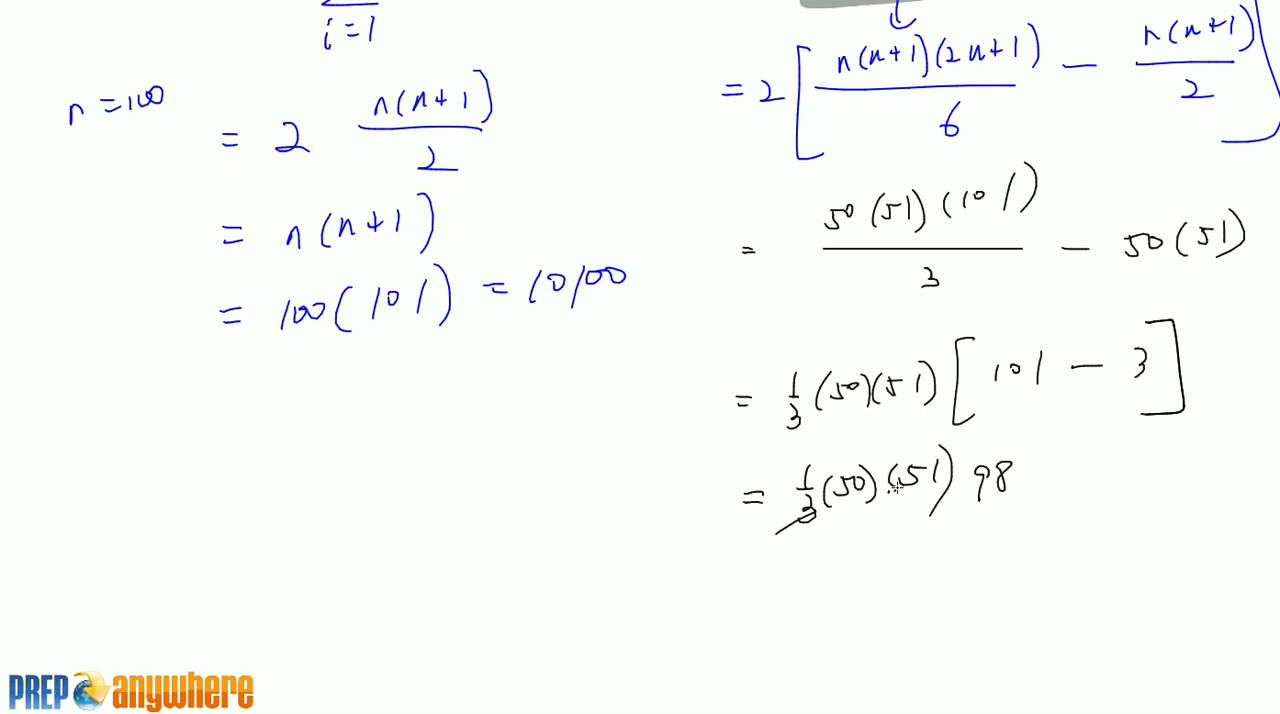 i = 1
n = 100
= 2 n(n+1) / 2
= n(n+1)
= 100(101) = 10100
= 2[ n(n+1)(2n+1) / 6 − n(n+1) / 2 ]
= 50(51)(101) / 3 − 50(51)
= 1/3 (50)(51) [101 − 3]
= 1/3 (50)(51) 98
PREP anywhere